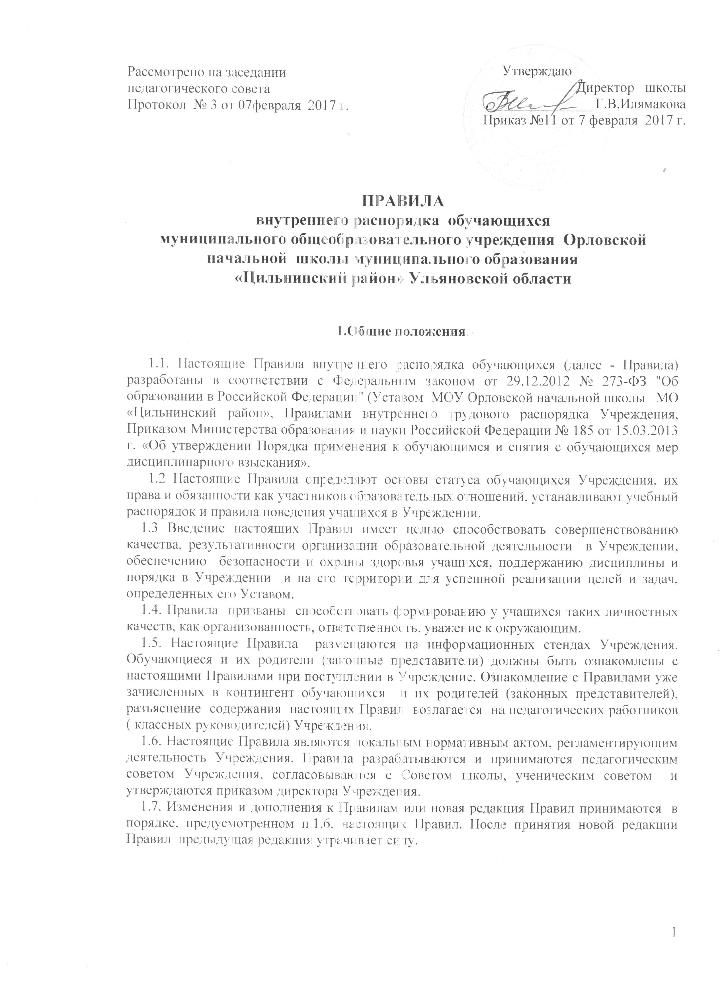 Рассмотрено на заседании
педагогического совета
Протокол № 3 от 07февраля 2017 г.
Утверждаю
Директор школы
____________ Г.В.Илямакова
Приказ №11 от 7 февраля 2017 г.
ПРАВИЛА
внутреннего распорядка обучающихся
муниципального общеобразовательного учреждения Орловской
начальной школы муниципального образования
«Цильнинский район» Ульяновской области
1.Общие положения.
1.1. Настоящие Правила внутреннего распорядка обучающихся (далее - Правила)
разработаны в соответствии с Федеральным законом от 29.12.2012 № 273-ФЗ "Об
образовании в Российской Федерации" (Уставом МОУ Орловской начальной школы МО
«Цильнинский район», Правилами внутреннего трудового распорядка Учреждения,
Приказом Министерства образования и науки Российской Федерации № 185 от 15.03.2013
г. «Об утверждении Порядка применения к обучающимся и снятия с обучающихся мер
дисциплинарного взыскания».
1.2 Настоящие Правила определяют основы статуса обучающихся Учреждения, их
права и обязанности как участников образовательных отношений, устанавливают учебный
распорядок и правила поведения учащихся в Учреждении.
1.3 Введение настоящих Правил имеет целью способствовать совершенствованию
качества, результативности организации образовательной деятельности в Учреждении,
обеспечению безопасности и охраны здоровья учащихся, поддержанию дисциплины и
порядка в Учреждении и на его территории для успешной реализации целей и задач,
определенных его Уставом.
1.4. Правила призваны способствовать формированию у учащихся таких личностных
качеств, как организованность, ответственность, уважение к окружающим.
1.5. Настоящие Правила размещаются на информационных стендах Учреждения.
Обучающиеся и их родители (законные представители) должны быть ознакомлены с
настоящими Правилами при поступлении в Учреждение. Ознакомление с Правилами уже
зачисленных в контингент обучающихся и их родителей (законных представителей),
разъяснение содержания настоящих Правил возлагается на педагогических работников
( классных руководителей) Учреждения.
1.6. Настоящие Правила являются локальным нормативным актом, регламентирующим
деятельность Учреждения. Правила разрабатываются и принимаются педагогическим
советом Учреждения, согласовываются с Советом школы, ученическим советом и
утверждаются приказом директора Учреждения.
1.7. Изменения и дополнения к Правилам или новая редакция Правил принимаются в
порядке, предусмотренном п.1.6. настоящих Правил. После принятия новой редакции
Правил предыдущая редакция утрачивает силу.
1